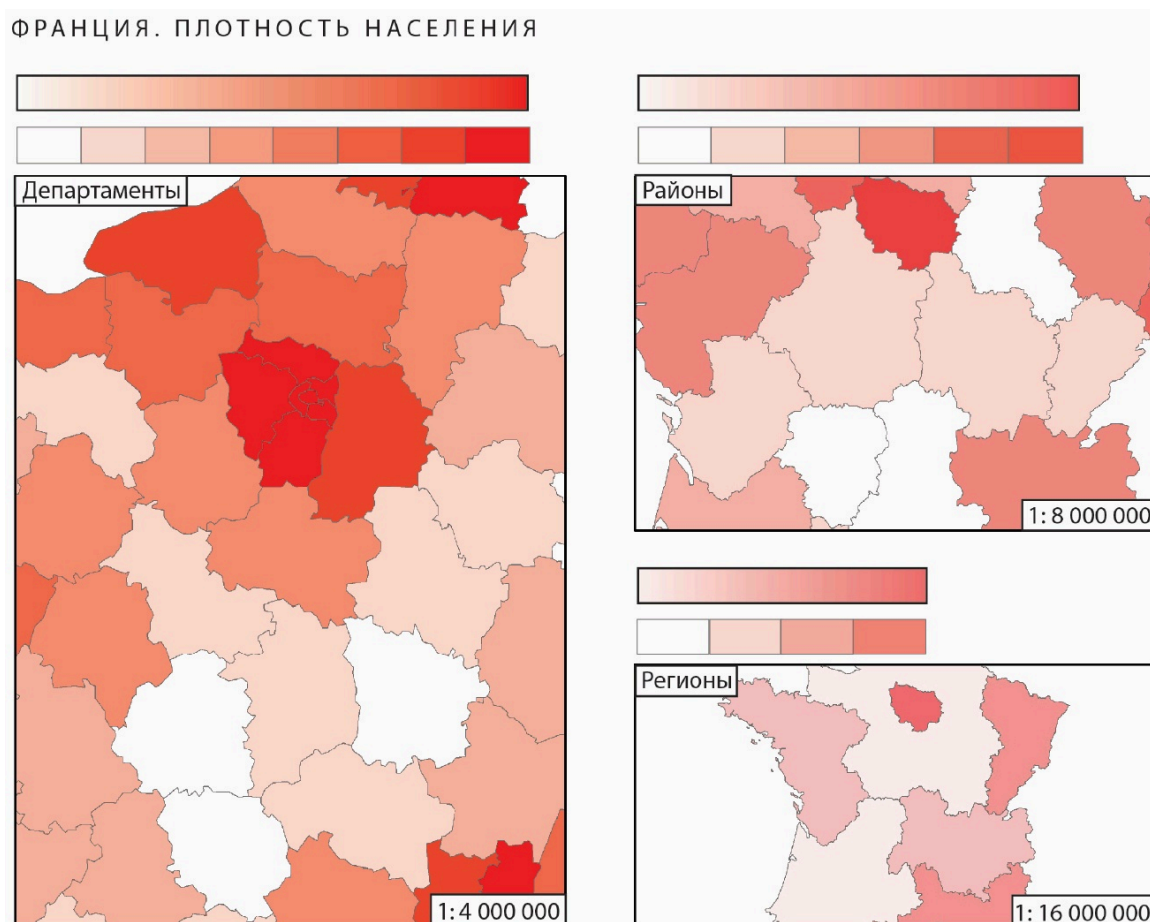 ФРАНЦИЯ. ПЛОТНОСТЬ НАСЕЛЕНИЯ
Департаменты
1: 4 000 000
Районы
1: 8 000 000
Регионы
1: 16 000 000